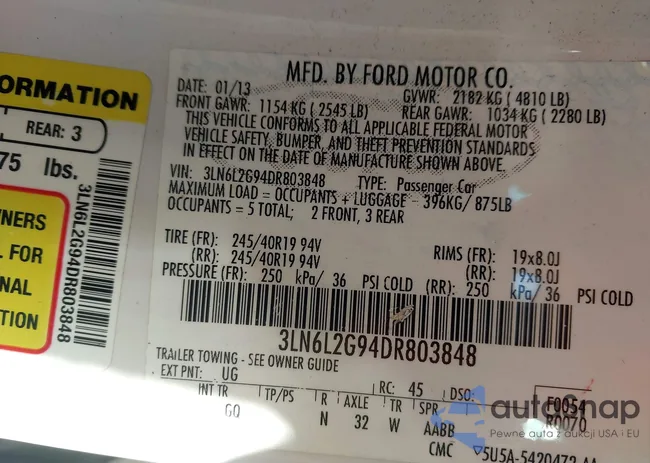 ORMATION
REAR: 3
75 lbs.
3LN6L2G94DR803848
WNERS
L FOR
NAL
TION
MFD. BY FORD MOTOR CO.
DATE: 01/13
GVWR: 2182 KG ( 4810 LB)
FRONT GAWR: 1154 KG ( 2545 LB)
REAR GAWR: 1034 KG ( 2280 LB)
THIS VEHICLE CONFORMS TO ALL APPLICABLE FEDERAL MOTOR
VEHICLE SAFETY, BUMPER, AND THEFT PREVENTION STANDARDS
IN EFFECT ON THE DATE OF MANUFACTURE SHOWN ABOVE.
VIN: 3LN6L2G94DR803848 TYPE: Passenger Car
MAXIMUM LOAD = OCCUPANTS + LUGGAGE - 396KG/ 875LB
OCCUPANTS = 5 TOTAL; 2 FRONT, 3 REAR
TIRE (FR): 245/40R19 94V RIMS (FR): 19x8.0J
(RR): 245/40R19 94V (RR): 19x8.0J
PRESSURE (FR): 250 kPa/ 36 PSI COLD (RR): 250 kPa/ 36 PSI COLD
3LN6L2G94DR803848
TRAILER TOWING - SEE OWNER GUIDE
EXT PNT: UG RC: 45 DSO: F0054
INT TR TP/PS R AXLE TR SPR R0070
GQ N 32 W AABB
CMC 5U5A-5420472-AA
autoSnap
Pewne auta z aukcji USA i EU